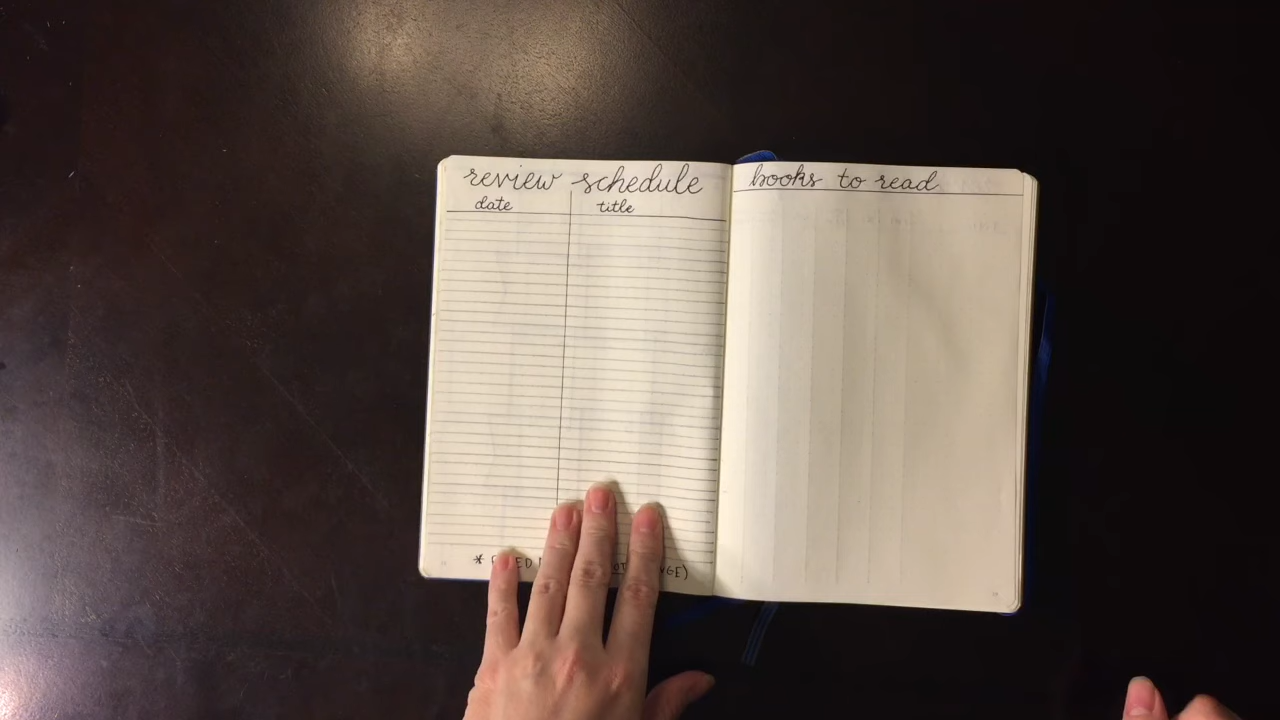 review schedule
date title
*
books to read